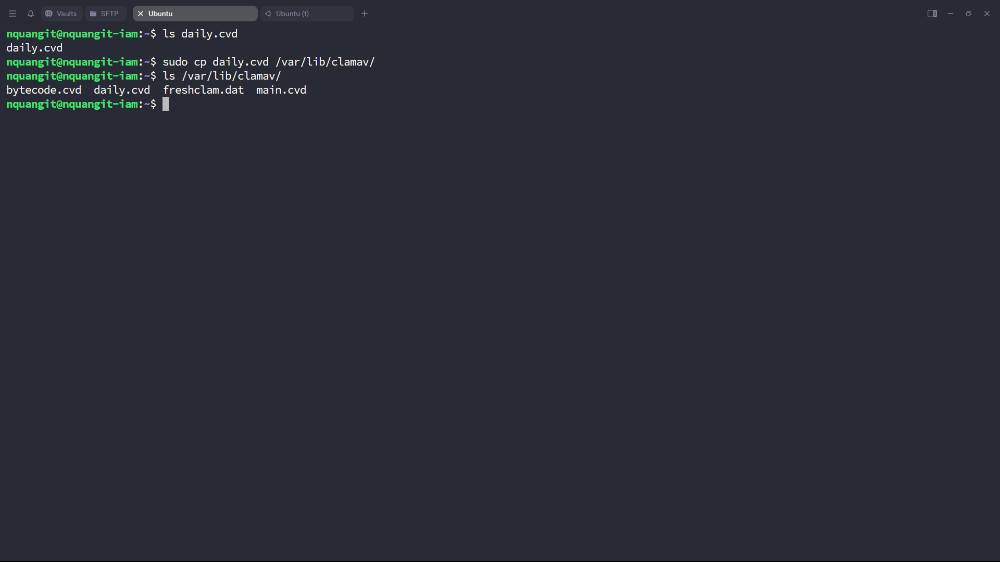 Vaults SFTP Ubuntu Ubuntu (1)
nquangit@nquangit-iam:~$ ls daily.cvd
daily.cvd
nquangit@nquangit-iam:~$ sudo cp daily.cvd /var/lib/clamav/
nquangit@nquangit-iam:~$ ls /var/lib/clamav/
bytecode.cvd  daily.cvd  freshclam.dat  main.cvd
nquangit@nquangit-iam:~$